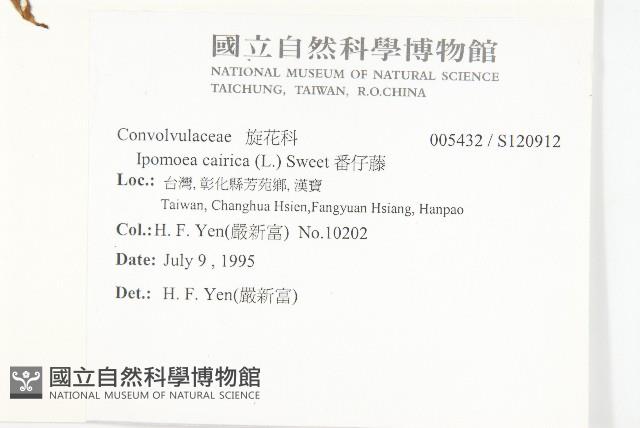 國立自然科學博物館
NATIONAL MUSEUM OF NATURAL SCIENCE
TAICHUNG, TAIWAN, R.O.CHINA
Convolvulaceae 旋花科 005432 / S120912
Ipomoea cairica (L.) Sweet 番仔藤
Loc.: 台灣, 彰化縣芳苑鄉, 漢寶
Taiwan, Changhua Hsien,Fangyuan Hsiang, Hanpao
Col.: H. F. Yen(嚴新富) No.10202
Date: July 9 , 1995
Det.: H. F. Yen(嚴新富)
國立自然科學博物館
NATIONAL MUSEUM OF NATURAL SCIENCE